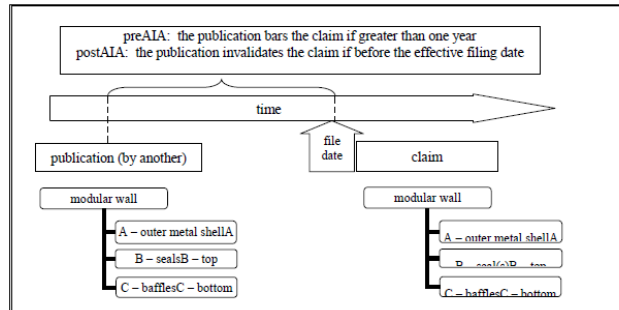 preAIA: the publication bars the claim if greater than one year
postAIA: the publication invalidates the claim if before the effective filing date
time
file
date
publication (by another)
claim
modular wall
A – outer metal shellA
B – sealsB – top
C – bafflesC – bottom
modular wall
A – outer metal shellA
B – seal(s)B – top
C – bafflesC – bottom